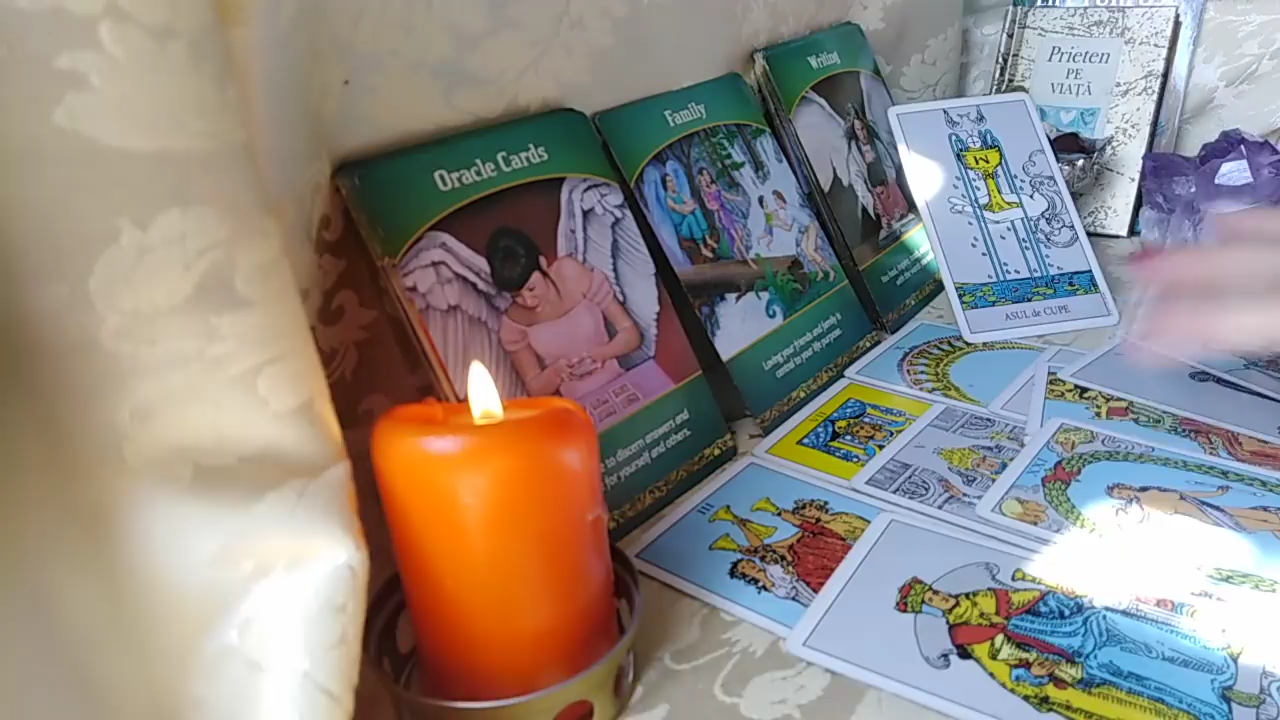 Oracle Cards
to discern answers and
for yourself and others.
Family
Loving your friends and family is
central to your life purpose.
Writing
Prieten
PE
VIAȚĂ
ASUL de CUPE
III